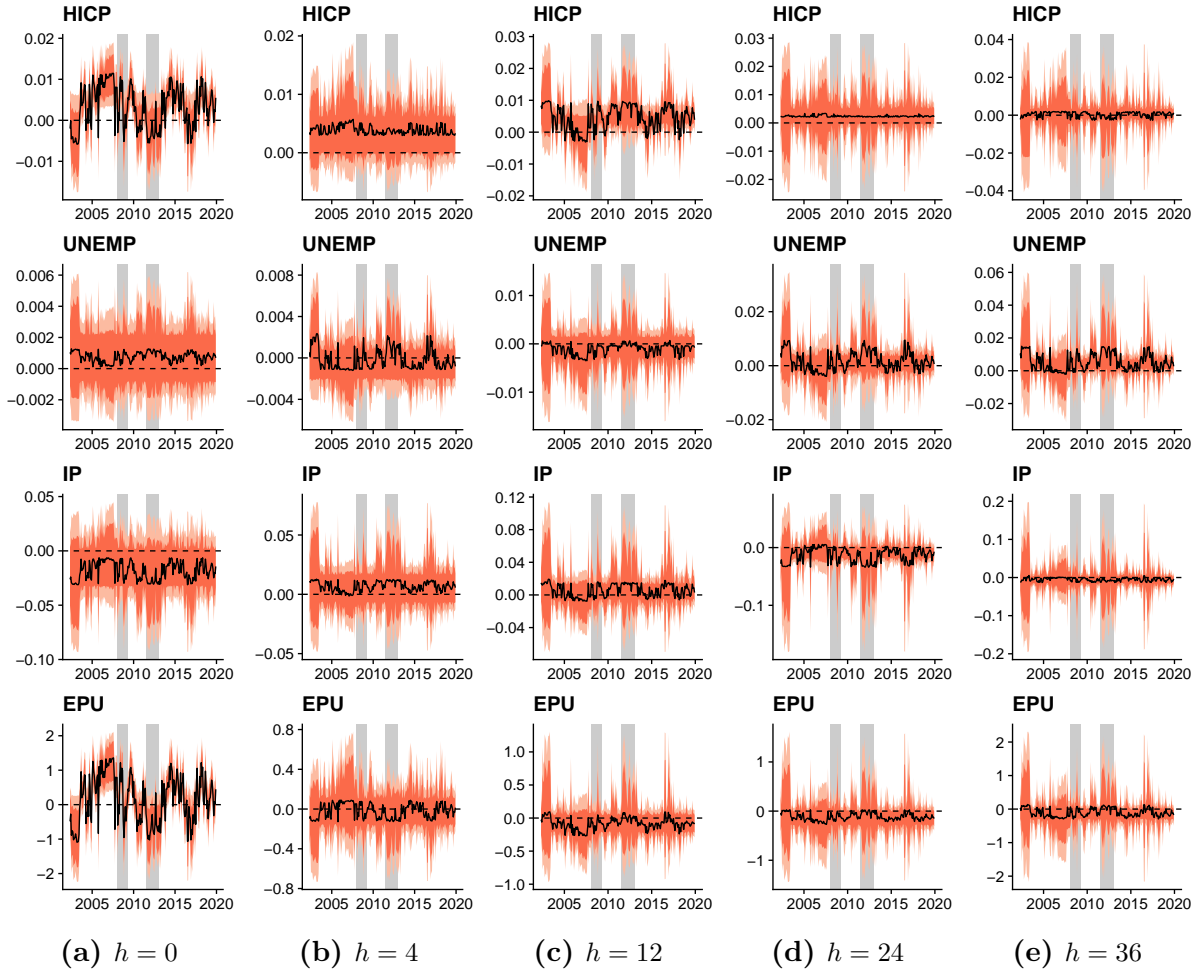 HICP HICP HICP HICP HICP
0.02 0.01 0.00 −0.01
0.02 0.01 0.00
0.03 0.02 0.01 0.00 −0.01 −0.02
0.03 0.02 0.01 0.00 −0.01 −0.02
0.04 0.02 0.00 −0.02 −0.04
2005 2010 2015 2020 2005 2010 2015 2020 2005 2010 2015 2020 2005 2010 2015 2020 2005 2010 2015 2020
UNEMP UNEMP UNEMP UNEMP UNEMP
0.006 0.004 0.002 0.000 −0.002
0.008 0.004 0.000 −0.004
0.01 0.00 −0.01
0.02 0.00 −0.02
0.06 0.04 0.02 0.00 −0.02
2005 2010 2015 2020 2005 2010 2015 2020 2005 2010 2015 2020 2005 2010 2015 2020 2005 2010 2015 2020
IP IP IP IP IP
0.05 0.00 −0.05 −0.10
0.05 0.00 −0.05
0.12 0.08 0.04 0.00 −0.04
0.0 −0.1
0.2 0.1 0.0 −0.1 −0.2
2005 2010 2015 2020 2005 2010 2015 2020 2005 2010 2015 2020 2005 2010 2015 2020 2005 2010 2015 2020
EPU EPU EPU EPU EPU
2 1 0 −1 −2
0.8 0.4 0.0 −0.4 −0.8
1.0 0.5 0.0 −0.5 −1.0
1 0 −1
2 1 0 −1 −2
2005 2010 2015 2020 2005 2010 2015 2020 2005 2010 2015 2020 2005 2010 2015 2020 2005 2010 2015 2020
(a) h = 0 (b) h = 4 (c) h = 12 (d) h = 24 (e) h = 36